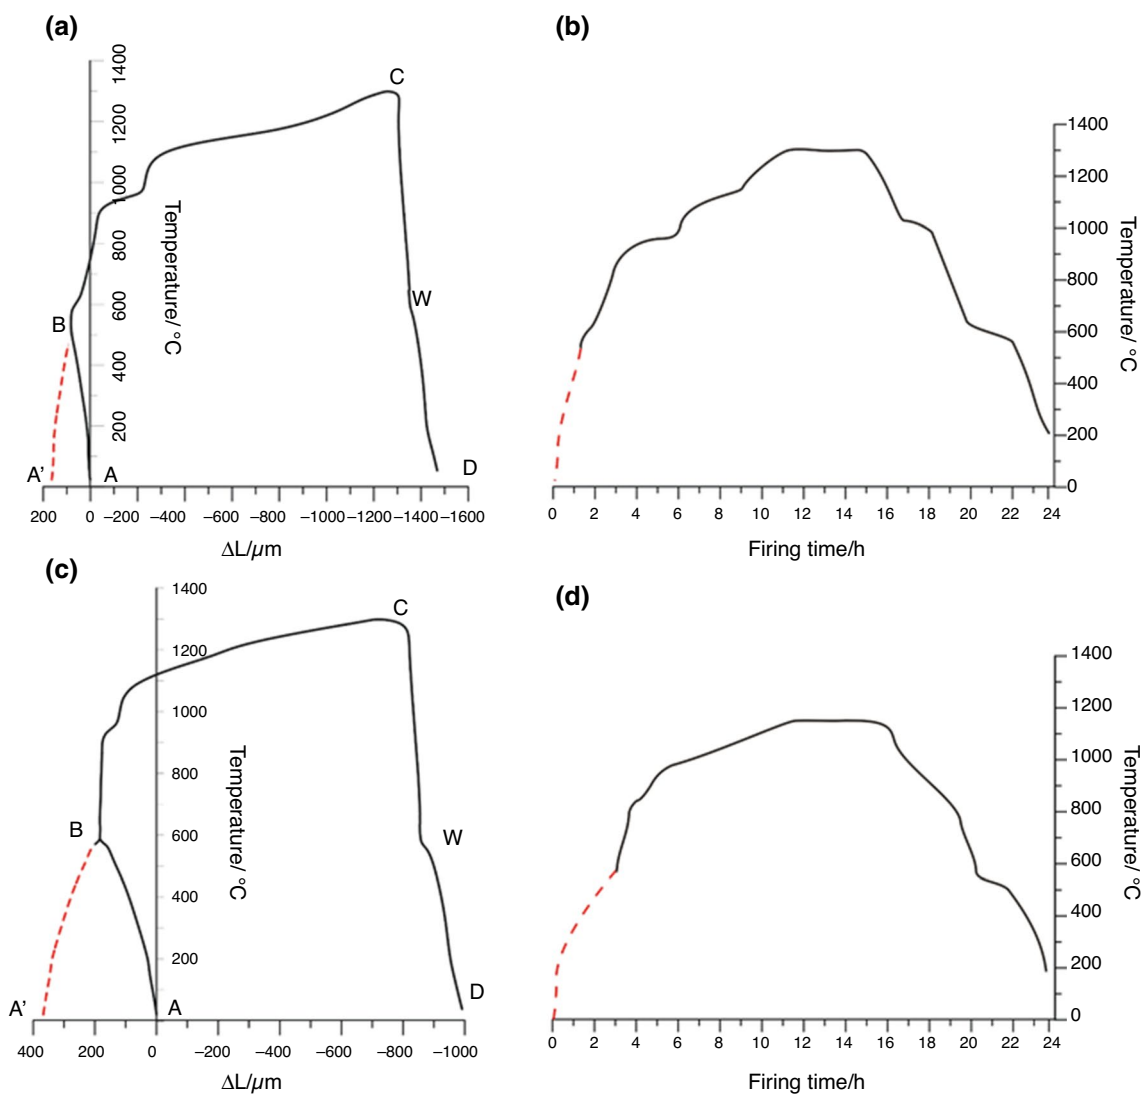 (a)
1400
1200
1000
800
600
400
200
Temperature/ °C
C
B
W
A'
A
D
200 0 –200 –400 –600 –800 –1000 –1200 –1400 –1600
ΔL/µm
(b)
1400
1200
1000
800
600
400
200
0
Temperature/ °C
0 2 4 6 8 10 12 14 16 18 20 22 24
Firing time/h
(c)
1400
1200
1000
800
600
400
200
Temperature/ °C
C
B
W
A'
A
D
400 200 0 –200 –400 –600 –800 –1000
ΔL/µm
(d)
1400
1200
1000
800
600
400
200
0
Temperature/ °C
0 2 4 6 8 10 12 14 16 18 20 22 24
Firing time/h